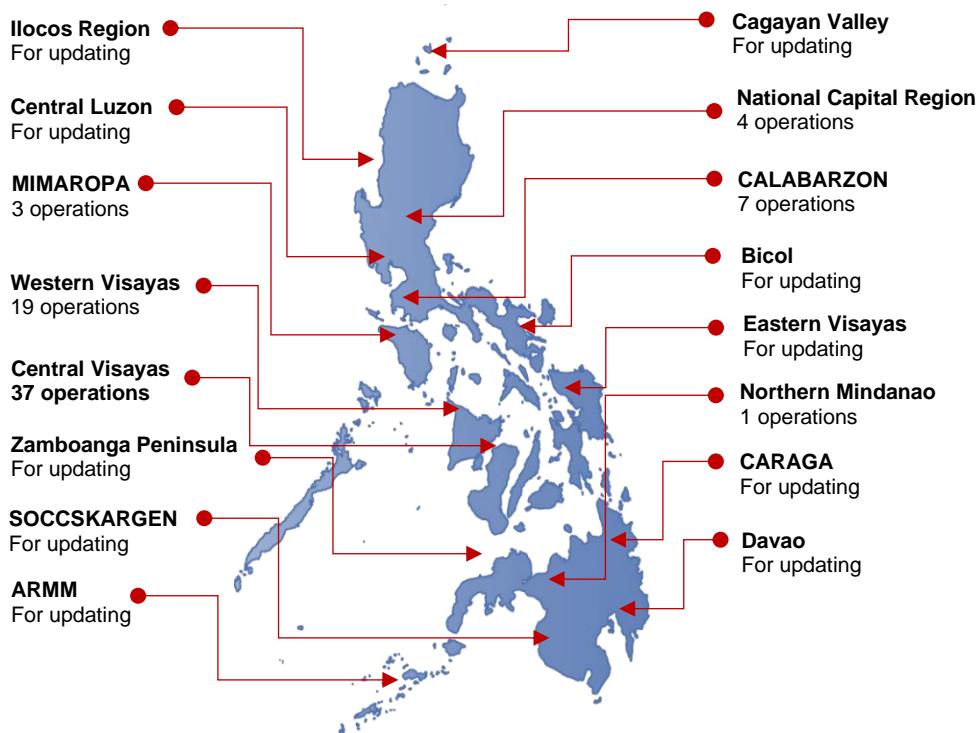 Ilocos Region
For updating
Central Luzon
For updating
MIMAROPA
3 operations
Western Visayas
19 operations
Central Visayas
37 operations
Zamboanga Peninsula
For updating
SOCCSKARGEN
For updating
ARMM
For updating
Cagayan Valley
For updating
National Capital Region
4 operations
CALABARZON
7 operations
Bicol
For updating
Eastern Visayas
For updating
Northern Mindanao
1 operations
CARAGA
For updating
Davao
For updating